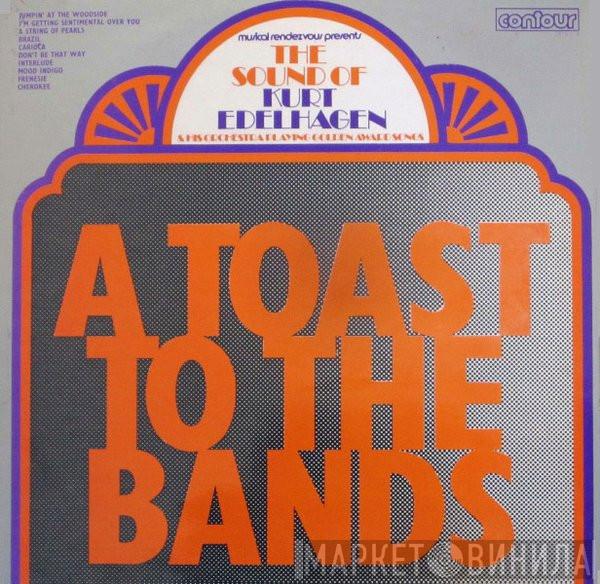 JUMPIN' AT THE WOODSIDE
I'M GETTING SENTIMENTAL OVER YOU
A STRING OF PEARLS
BRAZIL
CARIOCA
DON'T BE THAT WAY
INTERLUDE
MOOD INDIGO
FRENESIE
CHEROKEE
contour
musical rendezvous presents
THE
SOUND OF
KURT
EDELHAGEN
& HIS ORCHESTRA PLAYING GOLDEN AWARD SONGS
A TOAST
TO THE
BANDS
МАРКЕТ ВИНИЛА